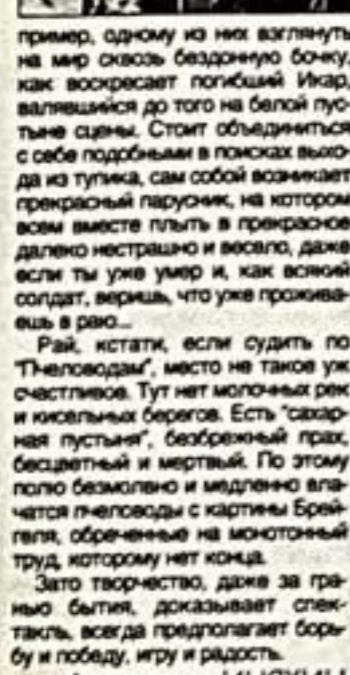 пример, одному из них взглянуть
на мир сквозь бездонную бочку,
как воскресает погибший Икар,
валявшийся до того на белой пус-
тыне сцены. Стоит объединиться
с себе подобными в поисках выхо-
да из тупика, сам собой возникает
прекрасный парусник, на котором
всем вместе плыть в прекрасное
далеко нестрашно и весело, даже
если ты уже умер и, как всякий
солдат, веришь, что уже прожива-
ешь в раю...
Рай, кстати, если судить по
"Пчеловодам", место не такое уж
счастливое. Тут нет молочных рек
и кисельных берегов. Есть "сахар-
ная пустыня", безбрежный прах,
бесцветный и мертвый. По этому
полю безмолвно и медленно вла-
чатся пчеловоды с картины Брей-
геля, обреченные на монотонный
труд, которому нет конца.
Зато творчество, даже за гра-
нью бытия, доказывает спек-
такль, всегда предполагает борь-
бу и победу, игру и радость.